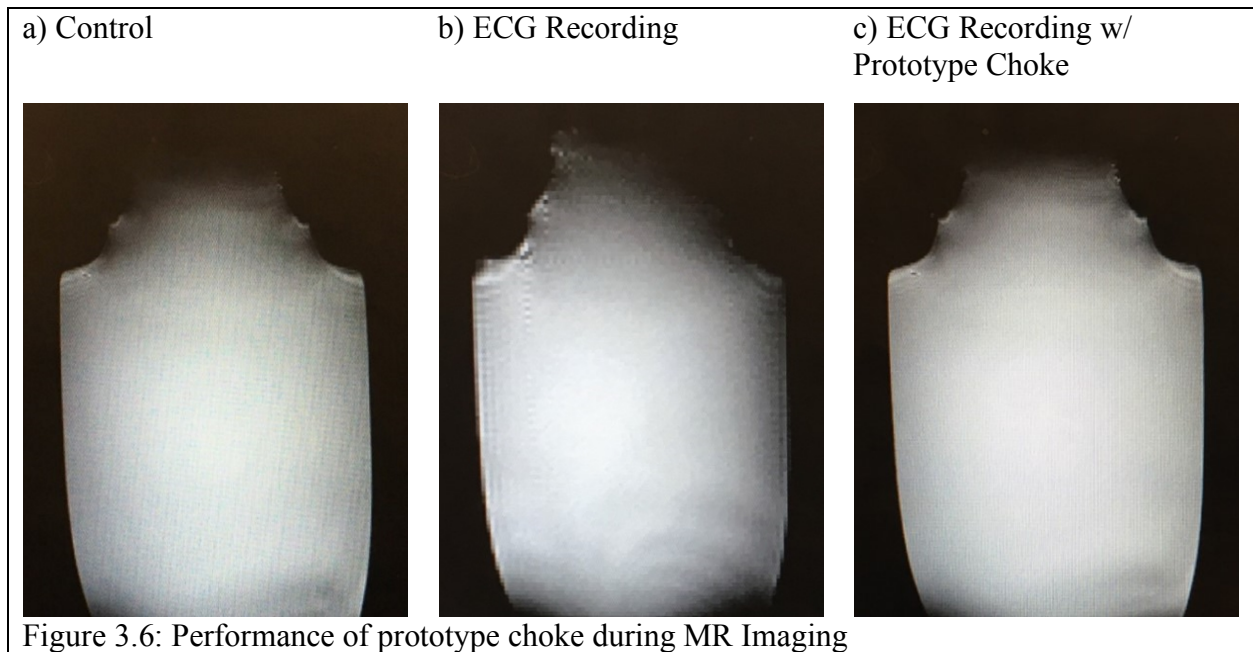 a) Control
b) ECG Recording
c) ECG Recording w/
Prototype Choke
Figure 3.6: Performance of prototype choke during MR Imaging